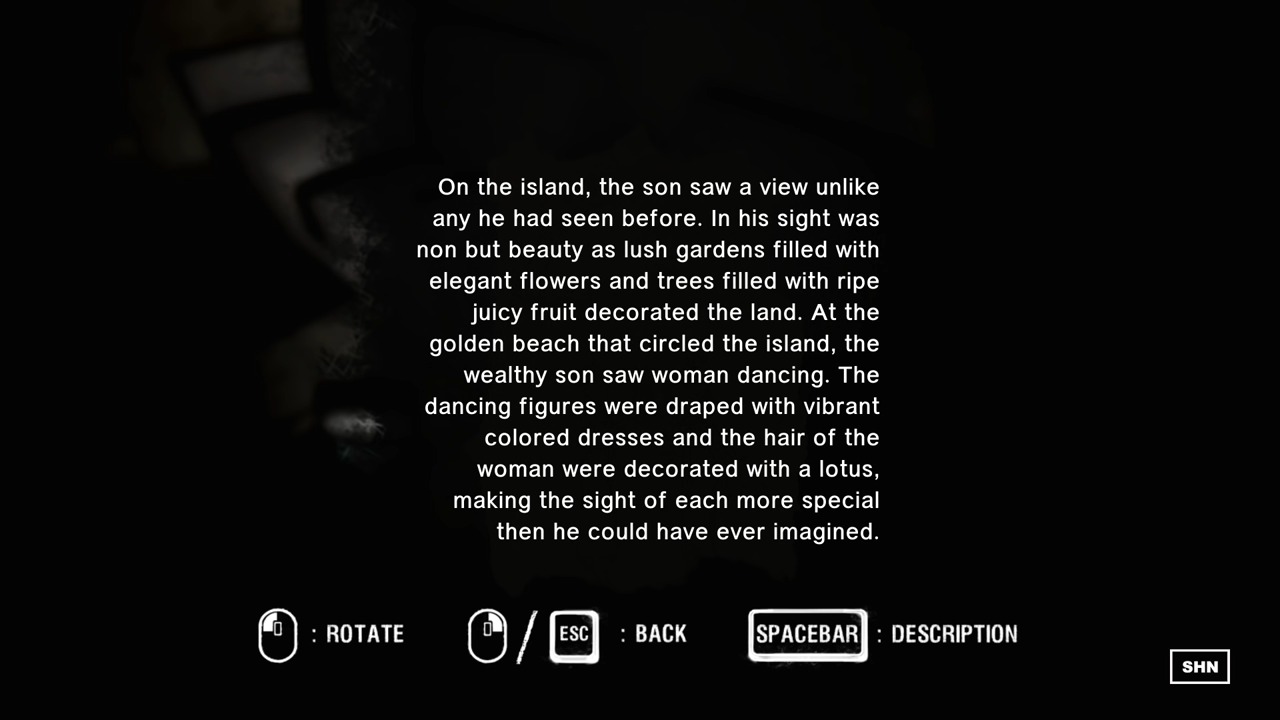 On the island, the son saw a view unlike
any he had seen before. In his sight was
non but beauty as lush gardens filled with
elegant flowers and trees filled with ripe
juicy fruit decorated the land. At the
golden beach that circled the island, the
wealthy son saw woman dancing. The
dancing figures were draped with vibrant
colored dresses and the hair of the
woman were decorated with a lotus,
making the sight of each more special
then he could have ever imagined.
: ROTATE / ESC : BACK SPACEBAR : DESCRIPTION
SHN